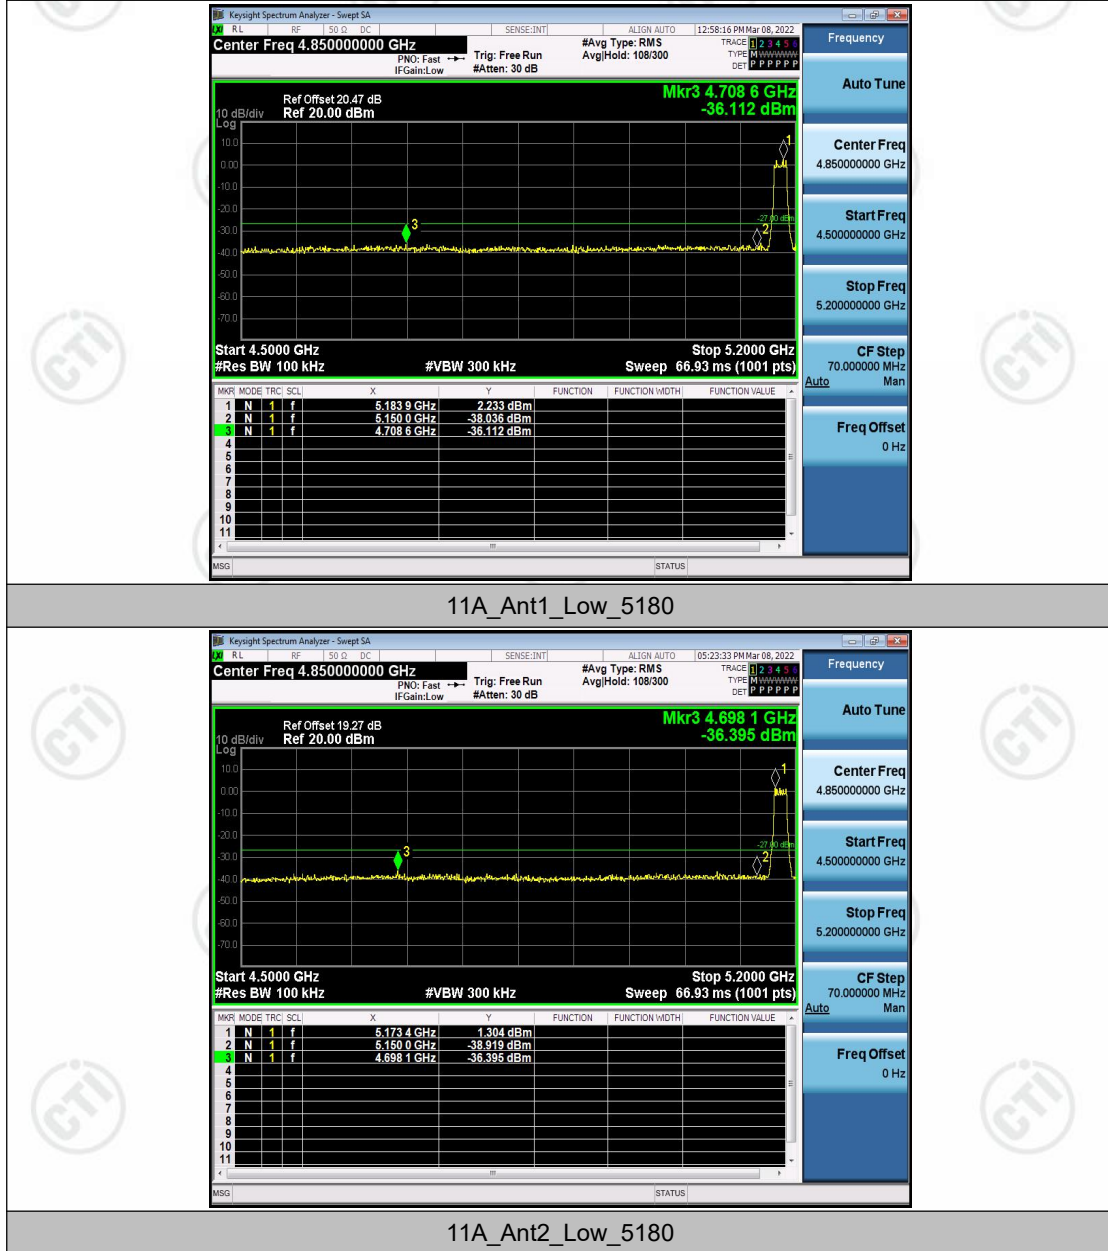 Keysight Spectrum Analyzer - Swept SA
RL RF 50 Ω DC SENSE:INT ALIGN AUTO 12:58:16 PM Mar 08, 2022
Center Freq 4.850000000 GHz
PNO: Fast
IFGain:Low
Trig: Free Run
#Atten: 30 dB
#Avg Type: RMS
Avg|Hold: 108/300
TRACE 1 2 3 4 5 6
TYPE M WWWWW
DET P P P P P P
Frequency
Auto Tune
Center Freq
4.850000000 GHz
Start Freq
4.500000000 GHz
Stop Freq
5.200000000 GHz
CF Step
70.000000 MHz
Auto Man
Freq Offset
0 Hz
Mkr3 4.708 6 GHz
-36.112 dBm
Ref Offset 20.47 dB
10 dB/div Ref 20.00 dBm
Log
10.0
0.00
-10.0
-20.0
-30.0
-40.0
-50.0
-60.0
-70.0
1
-27.00 dBm
2
3
Start 4.5000 GHz Stop 5.2000 GHz
#Res BW 100 kHz #VBW 300 kHz Sweep 66.93 ms (1001 pts)
MKR MODE TRC SCL X Y FUNCTION FUNCTION WIDTH FUNCTION VALUE
1 N 1 f 5.183 9 GHz 2.233 dBm
2 N 1 f 5.150 0 GHz -38.036 dBm
3 N 1 f 4.708 6 GHz -36.112 dBm
4
5
6
7
8
9
10
11
MSG STATUS
11A_Ant1_Low_5180
Keysight Spectrum Analyzer - Swept SA
RL RF 50 Ω DC SENSE:INT ALIGN AUTO 05:23:33 PM Mar 08, 2022
Center Freq 4.850000000 GHz
PNO: Fast
IFGain:Low
Trig: Free Run
#Atten: 30 dB
#Avg Type: RMS
Avg|Hold: 108/300
TRACE 1 2 3 4 5 6
TYPE M WWWWW
DET P P P P P P
Frequency
Auto Tune
Center Freq
4.850000000 GHz
Start Freq
4.500000000 GHz
Stop Freq
5.200000000 GHz
CF Step
70.000000 MHz
Auto Man
Freq Offset
0 Hz
Mkr3 4.698 1 GHz
-36.395 dBm
Ref Offset 19.27 dB
10 dB/div Ref 20.00 dBm
Log
10.0
0.00
-10.0
-20.0
-30.0
-40.0
-50.0
-60.0
-70.0
1
-27.00 dBm
2
3
Start 4.5000 GHz Stop 5.2000 GHz
#Res BW 100 kHz #VBW 300 kHz Sweep 66.93 ms (1001 pts)
MKR MODE TRC SCL X Y FUNCTION FUNCTION WIDTH FUNCTION VALUE
1 N 1 f 5.173 4 GHz 1.304 dBm
2 N 1 f 5.150 0 GHz -38.919 dBm
3 N 1 f 4.698 1 GHz -36.395 dBm
4
5
6
7
8
9
10
11
MSG STATUS
11A_Ant2_Low_5180
CTI
CTI
CTI
CTI
CTI
CTI